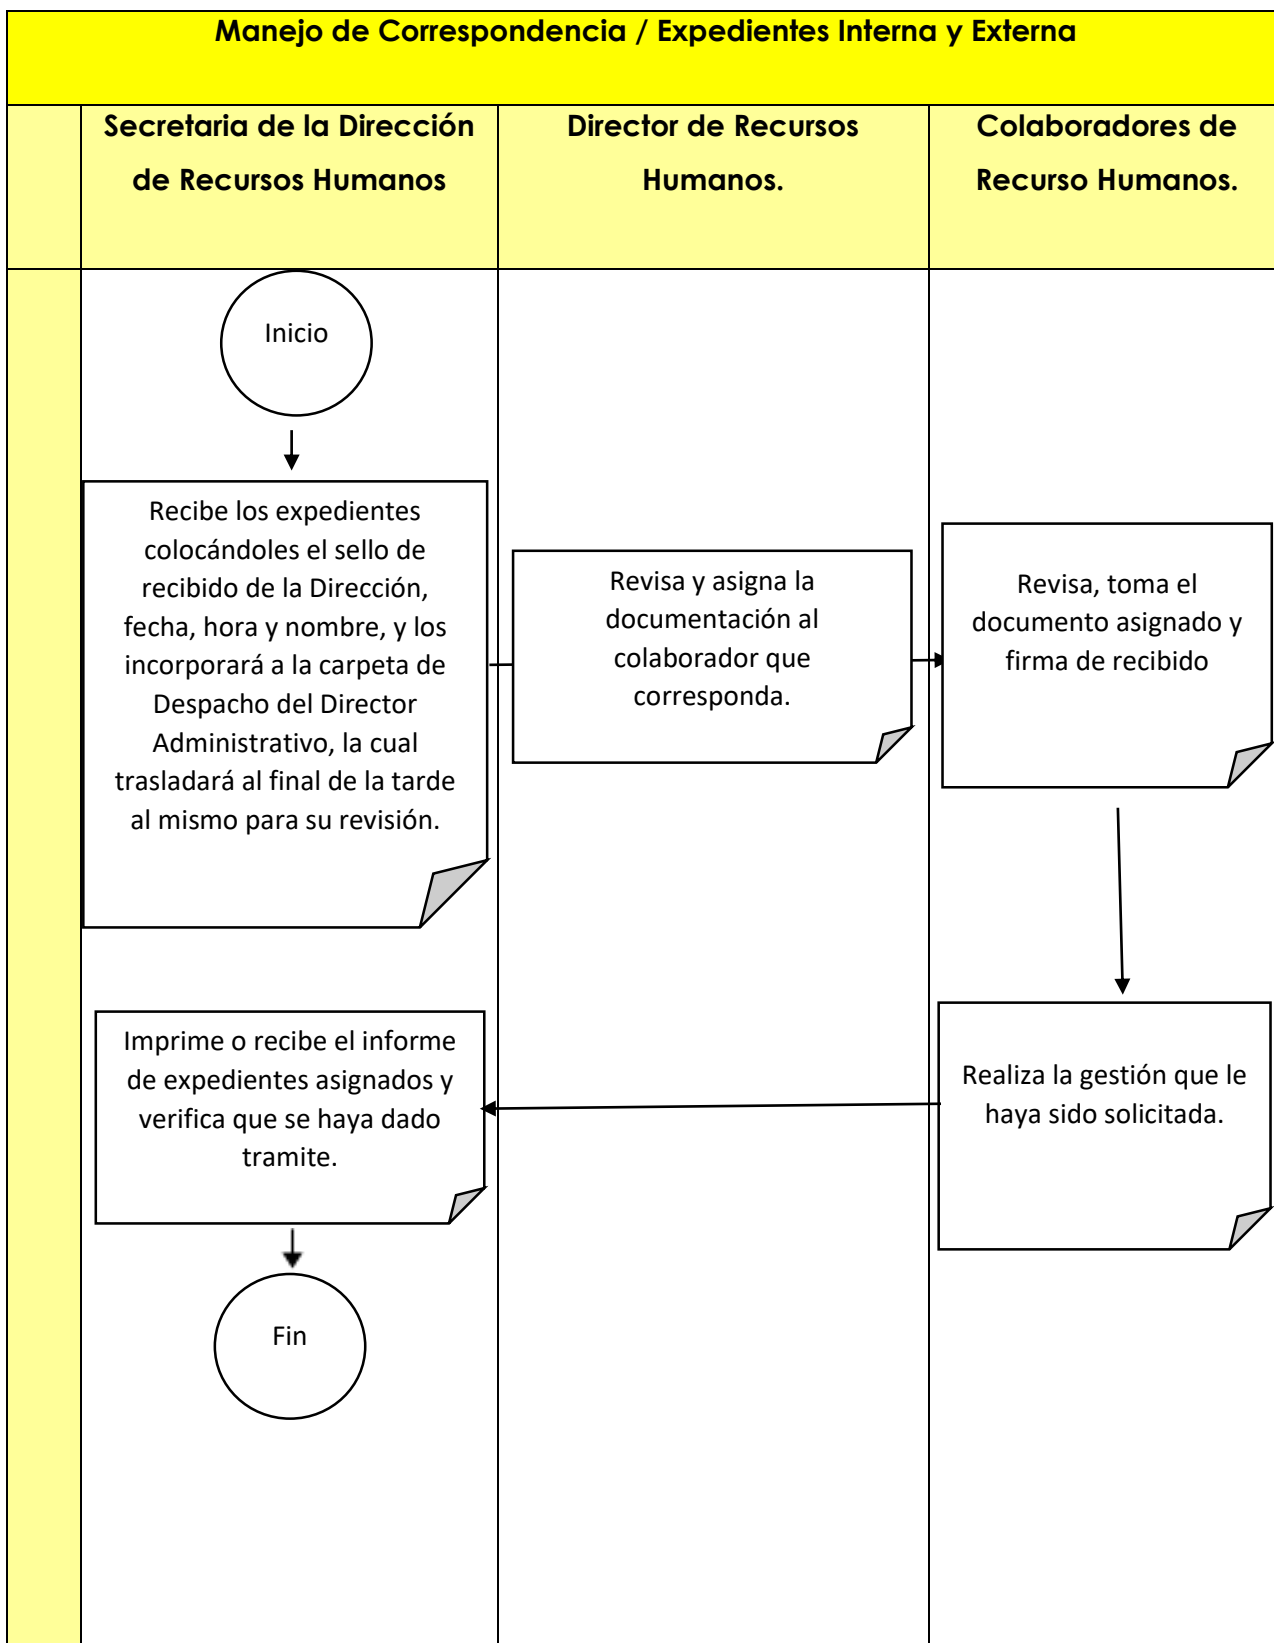 Manejo de Correspondencia / Expedientes Interna y Externa
Secretaria de la Dirección
de Recursos Humanos
Director de Recursos
Humanos.
Colaboradores de
Recurso Humanos.
Inicio
Recibe los expedientes
colocándoles el sello de
recibido de la Dirección,
fecha, hora y nombre, y los
incorporará a la carpeta de
Despacho del Director
Administrativo, la cual
trasladará al final de la tarde
al mismo para su revisión.
Revisa y asigna la
documentación al
colaborador que
corresponda.
Revisa, toma el
documento asignado y
firma de recibido
Realiza la gestión que le
haya sido solicitada.
Imprime o recibe el informe
de expedientes asignados y
verifica que se haya dado
tramite.
Fin